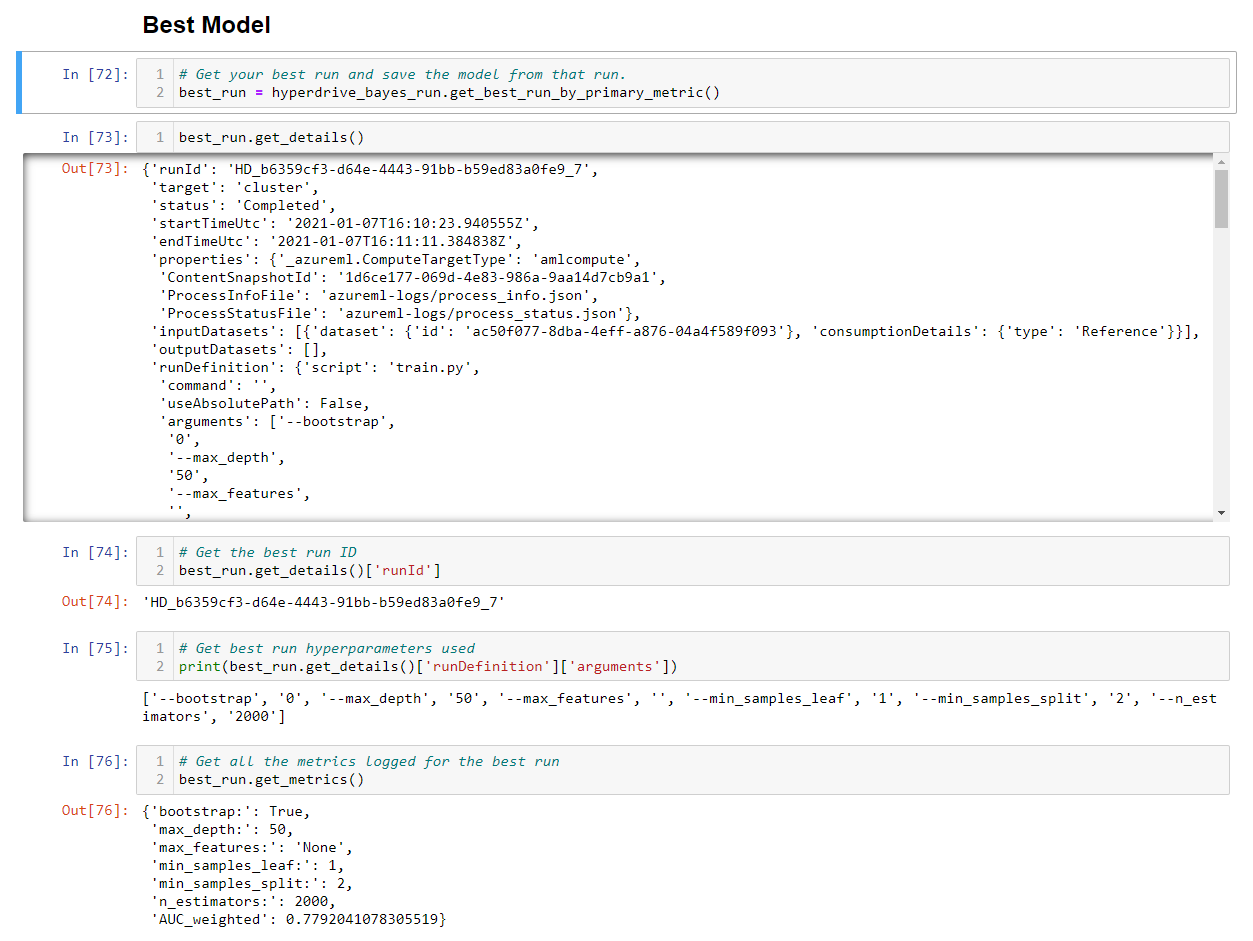 Best Model
In [72]:
1 # Get your best run and save the model from that run.
2 best_run = hyperdrive_bayes_run.get_best_run_by_primary_metric()
In [73]:
1 best_run.get_details()
Out[73]:
{'runId': 'HD_b6359cf3-d64e-4443-91bb-b59ed83a0fe9_7',
'target': 'cluster',
'status': 'Completed',
'startTimeUtc': '2021-01-07T16:10:23.940555Z',
'endTimeUtc': '2021-01-07T16:11:11.384838Z',
'properties': {'_azureml.ComputeTargetType': 'amlcompute',
'ContentSnapshotId': '1d6ce177-069d-4e83-986a-9aa14d7cb9a1',
'ProcessInfoFile': 'azureml-logs/process_info.json',
'ProcessStatusFile': 'azureml-logs/process_status.json'},
'inputDatasets': [{'dataset': {'id': 'ac50f077-8dba-4eff-a876-04a4f589f093'}, 'consumptionDetails': {'type': 'Reference'}}],
'outputDatasets': [],
'runDefinition': {'script': 'train.py',
'command': '',
'useAbsolutePath': False,
'arguments': ['--bootstrap',
'0',
'--max_depth',
'50',
'--max_features',
'',
In [74]:
1 # Get the best run ID
2 best_run.get_details()['runId']
Out[74]:
'HD_b6359cf3-d64e-4443-91bb-b59ed83a0fe9_7'
In [75]:
1 # Get best run hyperparameters used
2 print(best_run.get_details()['runDefinition']['arguments'])
['--bootstrap', '0', '--max_depth', '50', '--max_features', '', '--min_samples_leaf', '1', '--min_samples_split', '2', '--n_est
imators', '2000']
In [76]:
1 # Get all the metrics logged for the best run
2 best_run.get_metrics()
Out[76]:
{'bootstrap:': True,
'max_depth:': 50,
'max_features:': 'None',
'min_samples_leaf:': 1,
'min_samples_split:': 2,
'n_estimators:': 2000,
'AUC_weighted': 0.7792041078305519}